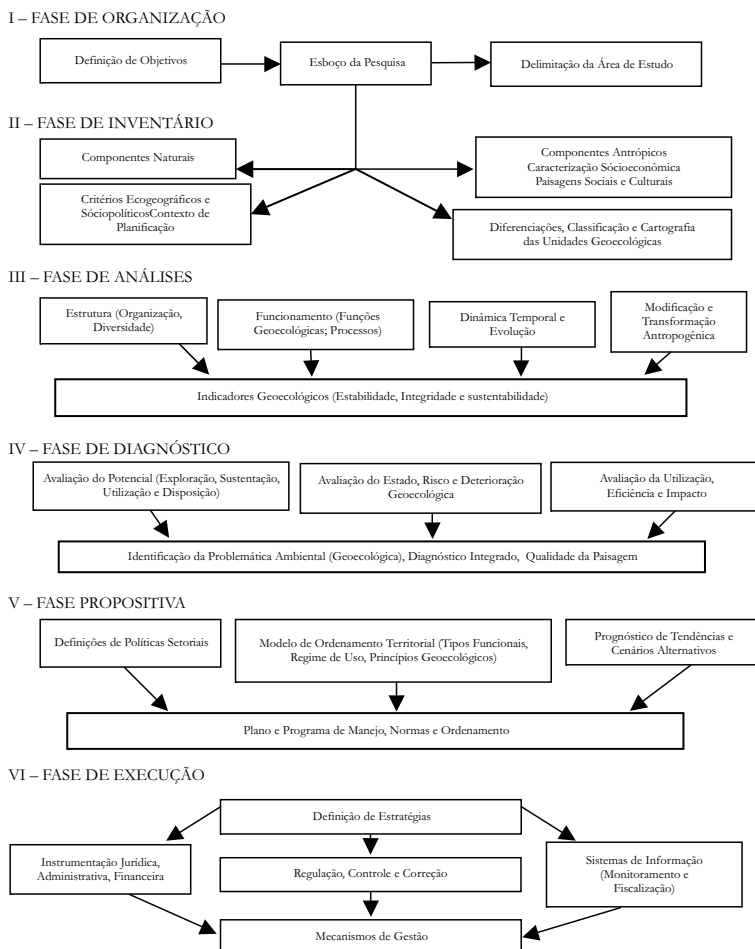 I – FASE DE ORGANIZAÇÃO
Definição de Objetivos
Esboço da Pesquisa
Delimitação da Área de Estudo
II – FASE DE INVENTÁRIO
Componentes Naturais
Componentes Antrópicos
Caracterização Sócioeconômica
Paisagens Sociais e Culturais
Critérios Ecogeográficos e
SóciopolíticosContexto de
Planificação
Diferenciações, Classificação e Cartografia
das Unidades Geoecológicas
III – FASE DE ANÁLISES
Estrutura (Organização,
Diversidade)
Funcionamento (Funções
Geoecológicas; Processos)
Dinâmica Temporal e
Evolução
Modificação e
Transformação
Antropogênica
Indicadores Geoecológicos (Estabilidade, Integridade e sustentabilidade)
IV – FASE DE DIAGNÓSTICO
Avaliação do Potencial (Exploração, Sustentação,
Utilização e Disposição)
Avaliação do Estado, Risco e Deterioração
Geoecológica
Avaliação da Utilização,
Eficiência e Impacto
Identificação da Problemática Ambiental (Geoecológica), Diagnóstico Integrado, Qualidade da Paisagem
V – FASE PROPOSITIVA
Definições de Políticas Setoriais
Modelo de Ordenamento Territorial (Tipos Funcionais,
Regime de Uso, Princípios Geoecológicos)
Prognóstico de Tendências e
Cenários Alternativos
Plano e Programa de Manejo, Normas e Ordenamento
VI – FASE DE EXECUÇÃO
Definição de Estratégias
Instrumentação Jurídica,
Administrativa, Financeira
Regulação, Controle e Correção
Sistemas de Informação
(Monitoramento e
Fiscalização)
Mecanismos de Gestão